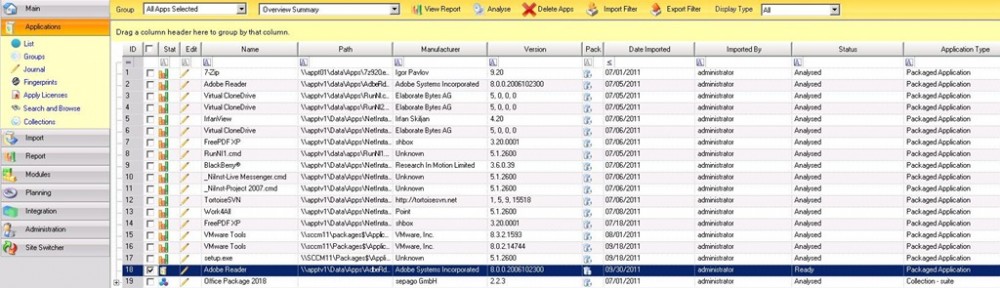 Main
Group All Apps Selected Overview Summary View Report Analyse Delete Apps Import Filter Export Filter Display Type All
Applications
Drag a column header here to group by that column.
List
Groups
Journal
Fingerprints
Apply Licenses
Search and Browse
Collections
Import
Report
Modules
Planning
Integration
Administration
Site Switcher
ID Stat Edit Name Path Manufacturer Version Pack Date Imported Imported By Status Application Type
1 7-Zip \\appt01\data\Apps\7z920e... Igor Pavlov 9.20 07/01/2011 administrator Analysed Packaged Application
2 Adobe Reader \\apptv1\data\Apps\AdbeRd... Adobe Systems Incorporated 8.0.0.2006102300 07/05/2011 administrator Analysed Packaged Application
3 Virtual CloneDrive \\apptv1\data\Apps\RunNl... Elaborate Bytes AG 5, 0, 0, 0 07/05/2011 administrator Analysed Packaged Application
4 Virtual CloneDrive \\apptv1\data\Apps\RunNl2... Elaborate Bytes AG 5, 0, 0, 0 07/05/2011 administrator Analysed Packaged Application
5 IrfanView \\apptv1\Data\Apps\NetInsta... Irfan Skiljan 4.20 07/06/2011 administrator Analysed Packaged Application
6 Virtual CloneDrive \\apptv1\Data\Apps\NetInsta... Elaborate Bytes AG 5, 0, 0, 0 07/06/2011 administrator Analysed Packaged Application
7 FreePDF XP \\apptv1\Data\Apps\NetInsta... shbox 3.20.0001 07/06/2011 administrator Analysed Packaged Application
8 RunNI1.cmd \\apptv1\data\Apps\RunNl1... Unknown 5.1.2600 07/06/2011 administrator Analysed Packaged Application
9 BlackBerry® \\apptv1\Data\Apps\NetInsta... Research In Motion Limited 3.6.0.39 07/06/2011 administrator Analysed Packaged Application
10 _NiInst-Live Messenger.cmd \\apptv1\Data\Apps\NetInsta... Unknown 5.1.2600 07/06/2011 administrator Analysed Packaged Application
11 _NiInst-Project 2007.cmd \\apptv1\Data\Apps\NetInsta... Unknown 5.1.2600 07/06/2011 administrator Analysed Packaged Application
12 TortoiseSVN \\apptv1\Data\Apps\NetInsta... http://tortoisesvn.net 1, 5, 9, 15518 07/06/2011 administrator Analysed Packaged Application
13 Work4All \\apptv1\Data\Apps\NetInsta... Point 5.1.2600 07/08/2011 administrator Analysed Packaged Application
14 FreePDF XP \\apptv1\Data\Apps\NetInsta... shbox 3.20.0001 07/18/2011 administrator Analysed Packaged Application
15 VMware Tools \\sccm11\Packages$\Applic... VMware, Inc. 8.3.2.1593 08/01/2011 administrator Analysed Packaged Application
16 VMware Tools \\sccm11\Packages$\Applic... VMware, Inc. 8.0.2.14744 09/18/2011 administrator Analysed Packaged Application
17 setup.exe \\SCCM11\Packages$\Appli... Unknown 5.1.2600 09/18/2011 administrator Analysed Packaged Application
18 Adobe Reader \\apptv1\Data\Apps\AdbeRd... Adobe Systems Incorporated 8.0.0.2006102300 09/30/2011 administrator Ready Packaged Application
19 Office Package 2018 sepago GmbH 2.2.3 07/01/2011 administrator Analysed Collection - suite